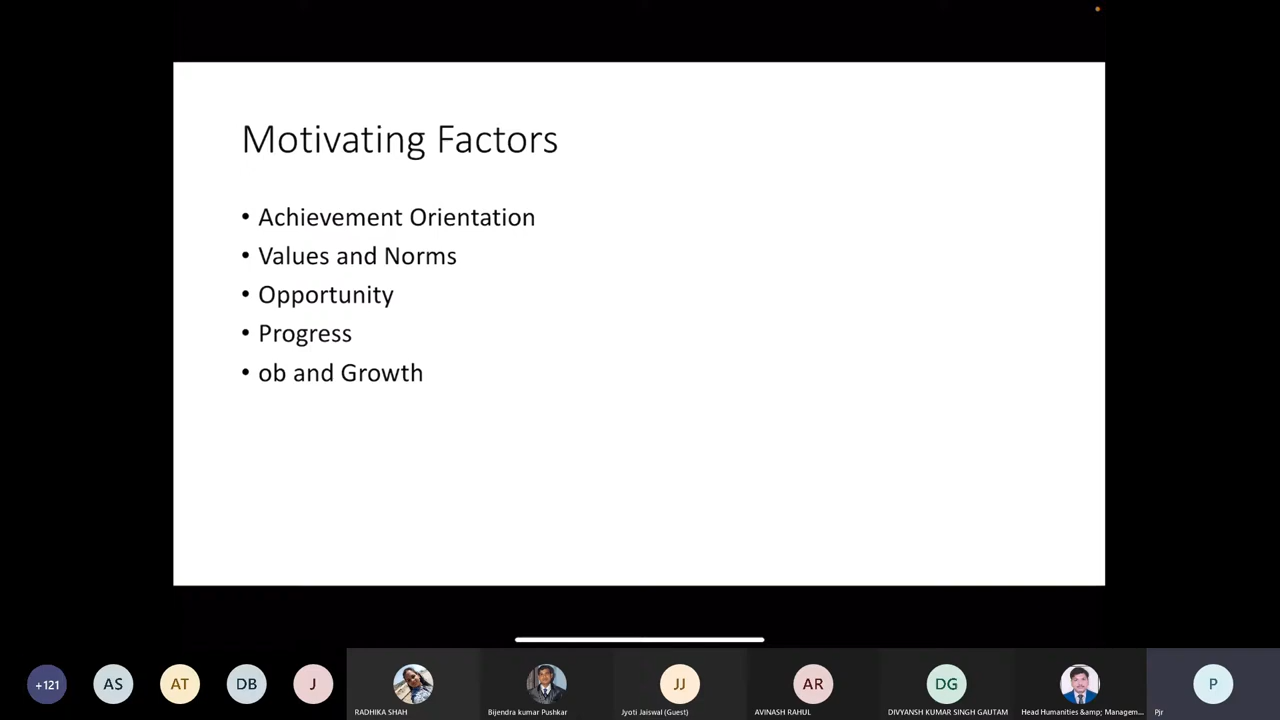 Motivating Factors
• Achievement Orientation
• Values and Norms
• Opportunity
• Progress
• ob and Growth
+121
AS
AT
DB
J
RADHIKA SHAH
Bijendra kumar Pushkar
JJ
Jyoti Jaiswal (Guest)
AR
AVINASH RAHUL
DG
DIVYANSH KUMAR SINGH GAUTAM
Head Humanities &amp; Managem...
P
Pjr